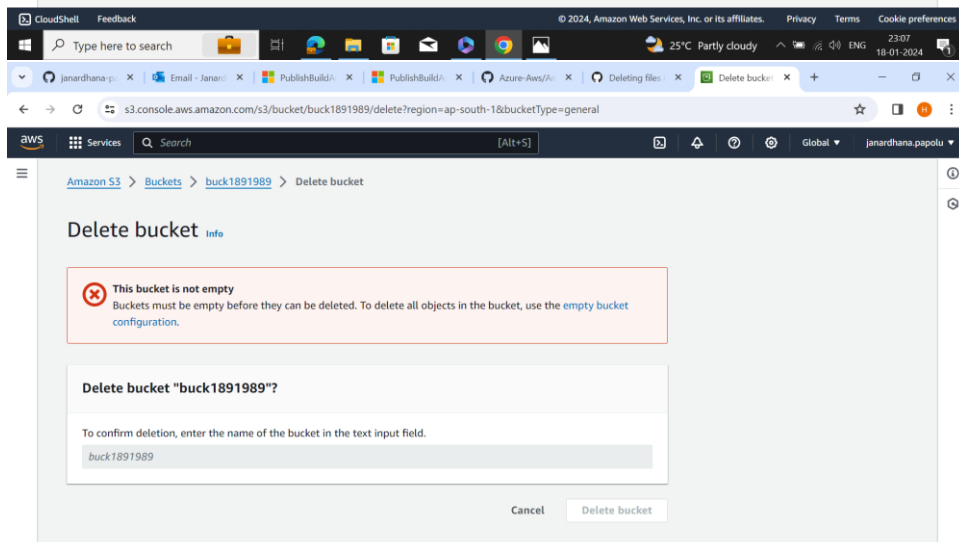 CloudShell Feedback © 2024, Amazon Web Services, Inc. or its affiliates. Privacy Terms Cookie preferences
Type here to search 25°C Partly cloudy ENG 23:07
18-01-2024
janardhana-p Email - Janard PublishBuildA PublishBuildA Azure-Aws/A Deleting files Delete bucket
s3.console.aws.amazon.com/s3/bucket/buck1891989/delete?region=ap-south-1&bucketType=general H
aws Services Search [Alt+S] Global janardhana.papolu
Amazon S3 > Buckets > buck1891989 > Delete bucket
Delete bucket Info
This bucket is not empty
Buckets must be empty before they can be deleted. To delete all objects in the bucket, use the empty bucket
configuration.
Delete bucket "buck1891989"?
To confirm deletion, enter the name of the bucket in the text input field.
buck1891989
Cancel Delete bucket